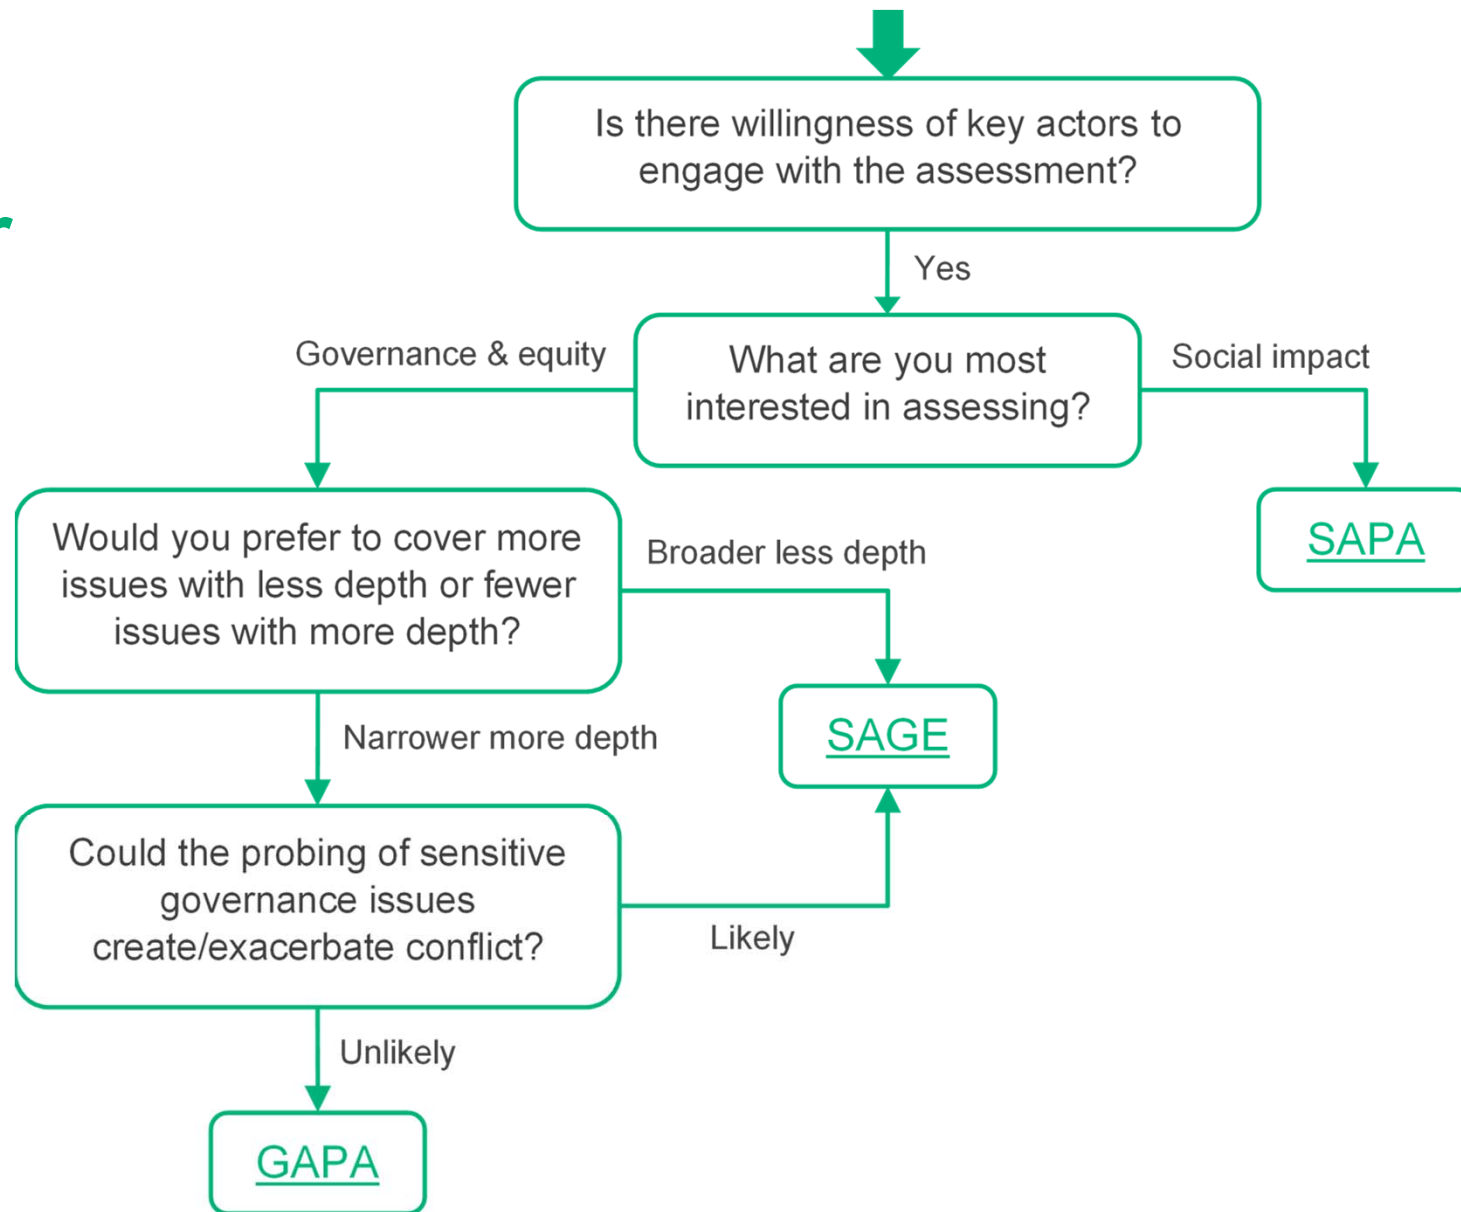 Is there willingness of key actors to
engage with the assessment?
Yes
Governance & equity
What are you most
interested in assessing?
Social impact
Would you prefer to cover more
issues with less depth or fewer
issues with more depth?
Broader less depth
SAPA
Narrower more depth
SAGE
Could the probing of sensitive
governance issues
create/exacerbate conflict?
Likely
Unlikely
GAPA